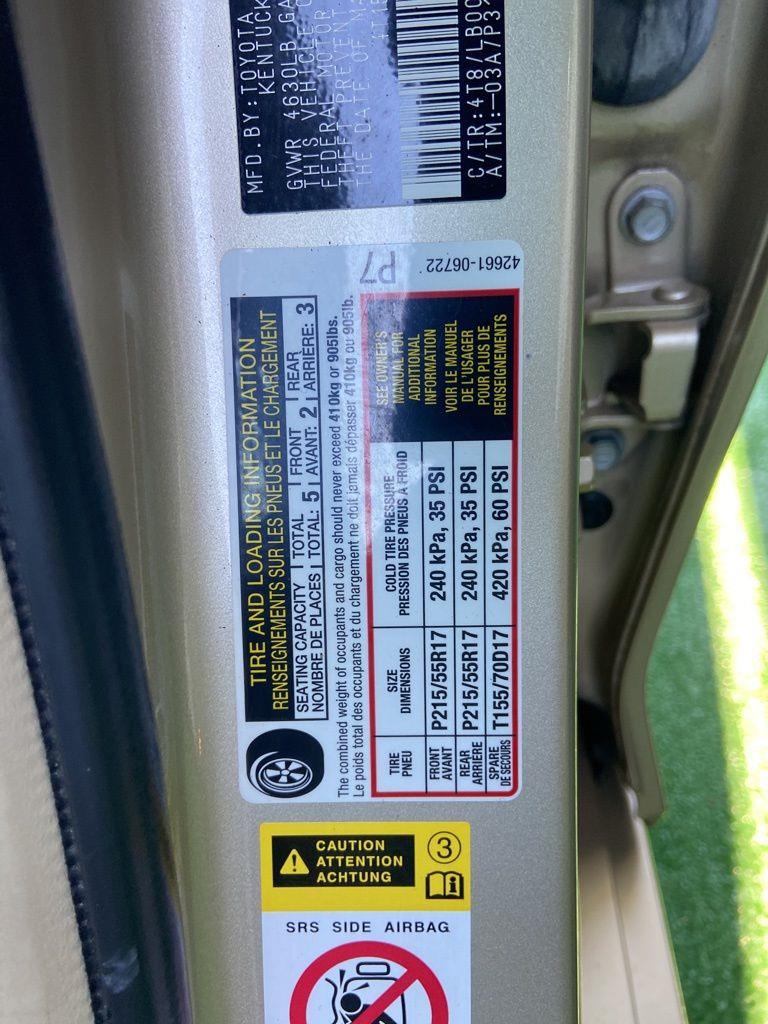 MFD.BY:TOYOTA
KENTUCK
GVWR 4630LB GA
THIS VEHICLE
FEDERAL MOTOR
THEFT PREVENT
THE DATE OF
C/TR:4T8/LB00
A/TM:-03A/P3
P7
42661-06722
TIRE AND LOADING INFORMATION
RENSEIGNEMENTS SUR LES PNEUS ET LE CHARGEMENT
SEATING CAPACITY TOTAL 5 FRONT 2 REAR 3
NOMBRE DE PLACES TOTAL: AVANT: ARRIÈRE:
The combined weight of occupants and cargo should never exceed 410kg or 905lbs.
Le poids total des occupants et du chargement ne doit jamais dépasser 410kg ou 905lb.
TIRE SIZE COLD TIRE PRESSURE
PNEU DIMENSIONS PRESSION DES PNEUS À FROID
FRONT
AVANT P215/55R17 240 kPa, 35 PSI
REAR
ARRIÈRE P215/55R17 240 kPa, 35 PSI
SPARE
DE SECOURS T155/70D17 420 kPa, 60 PSI
SEE OWNER'S
MANUAL FOR
ADDITIONAL
INFORMATION
VOIR LE MANUEL
DE L'USAGER
POUR PLUS DE
RENSEIGNEMENTS
CAUTION
ATTENTION
ACHTUNG
3
SRS SIDE AIRBAG